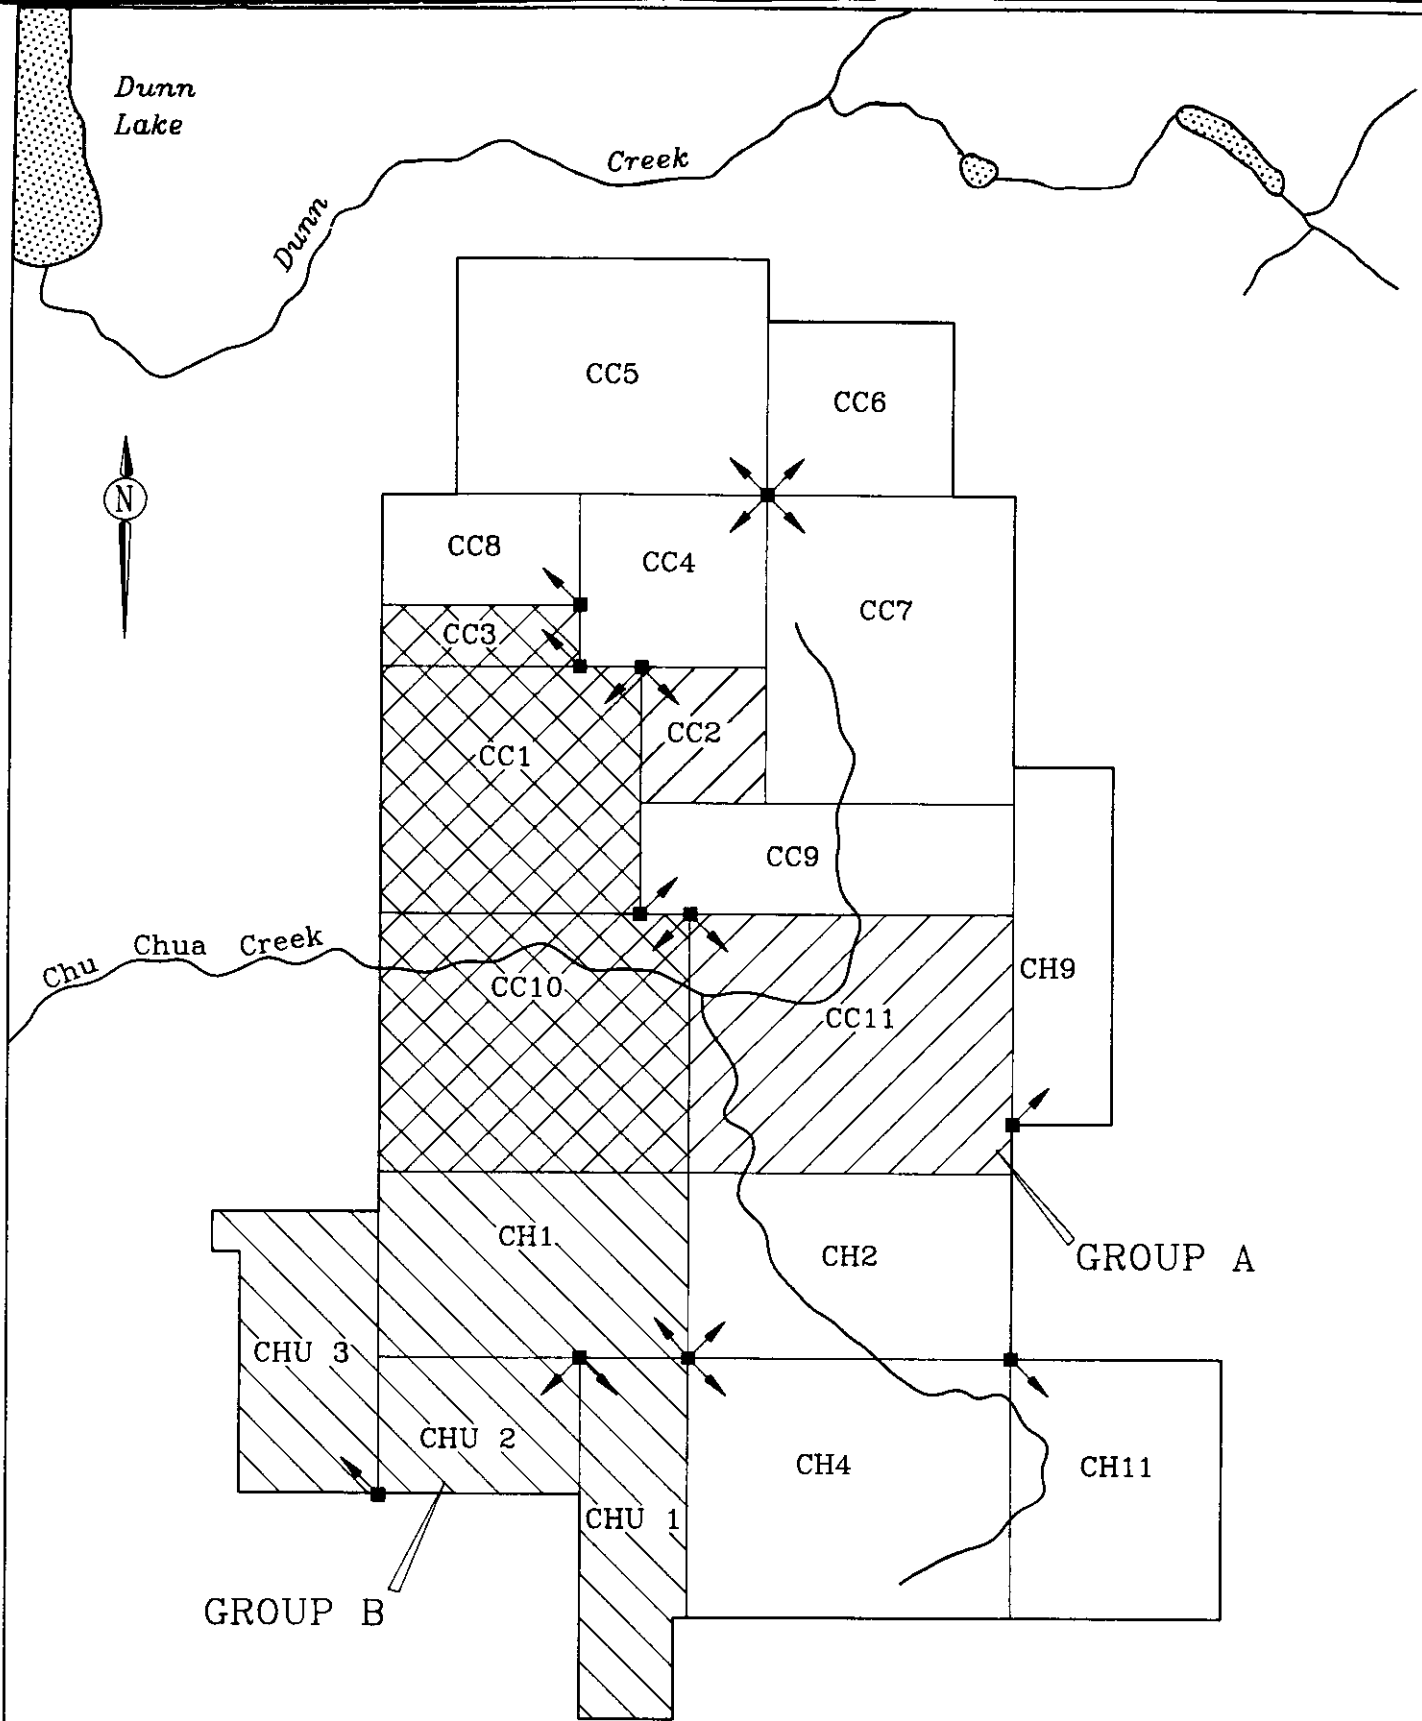 Dunn
Lake
Creek
Dunn
CC5
CC6
N
CC8
CC4
CC7
CC3
CC2
CC1
CC9
Chu Chua Creek
CH9
CC10
CC11
CH1
CH2
GROUP A
CHU 3
CHU 2
CH4
CH11
CHU 1
GROUP B